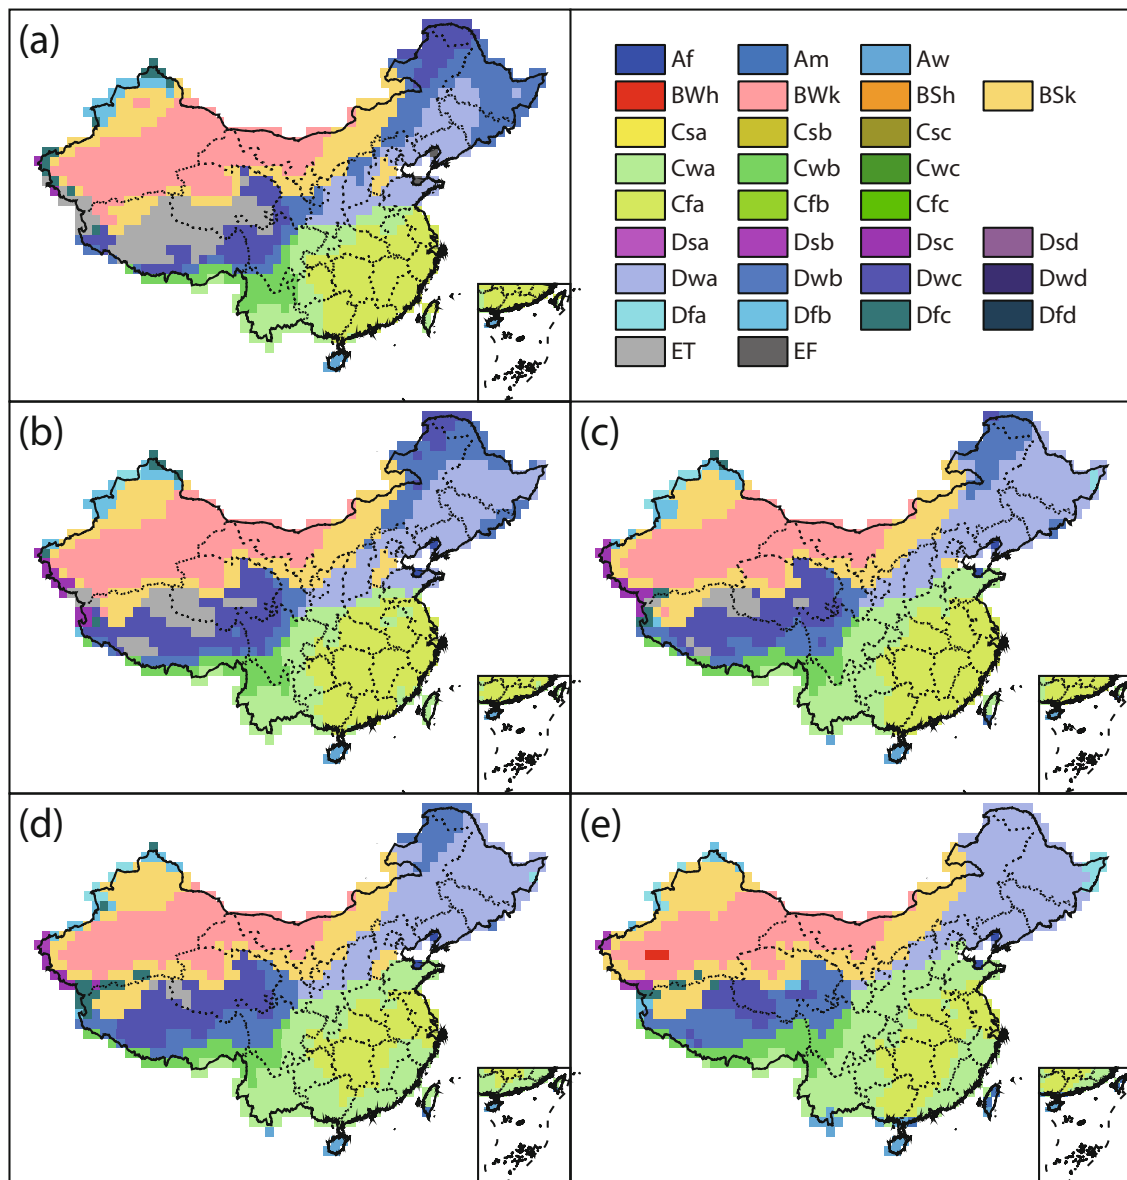 (a)
Af Am Aw
BWh BWk BSh BSk
Csa Csb Csc
Cwa Cwb Cwc
Cfa Cfb Cfc
Dsa Dsb Dsc Dsd
Dwa Dwb Dwc Dwd
Dfa Dfb Dfc Dfd
ET EF
(b) (c)
(d) (e)